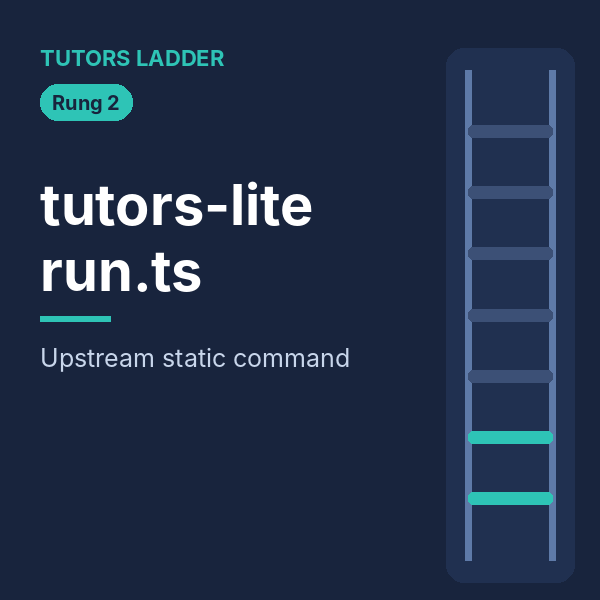 TUTORS LADDER
Rung 2
tutors-lite
run.ts
Upstream static command